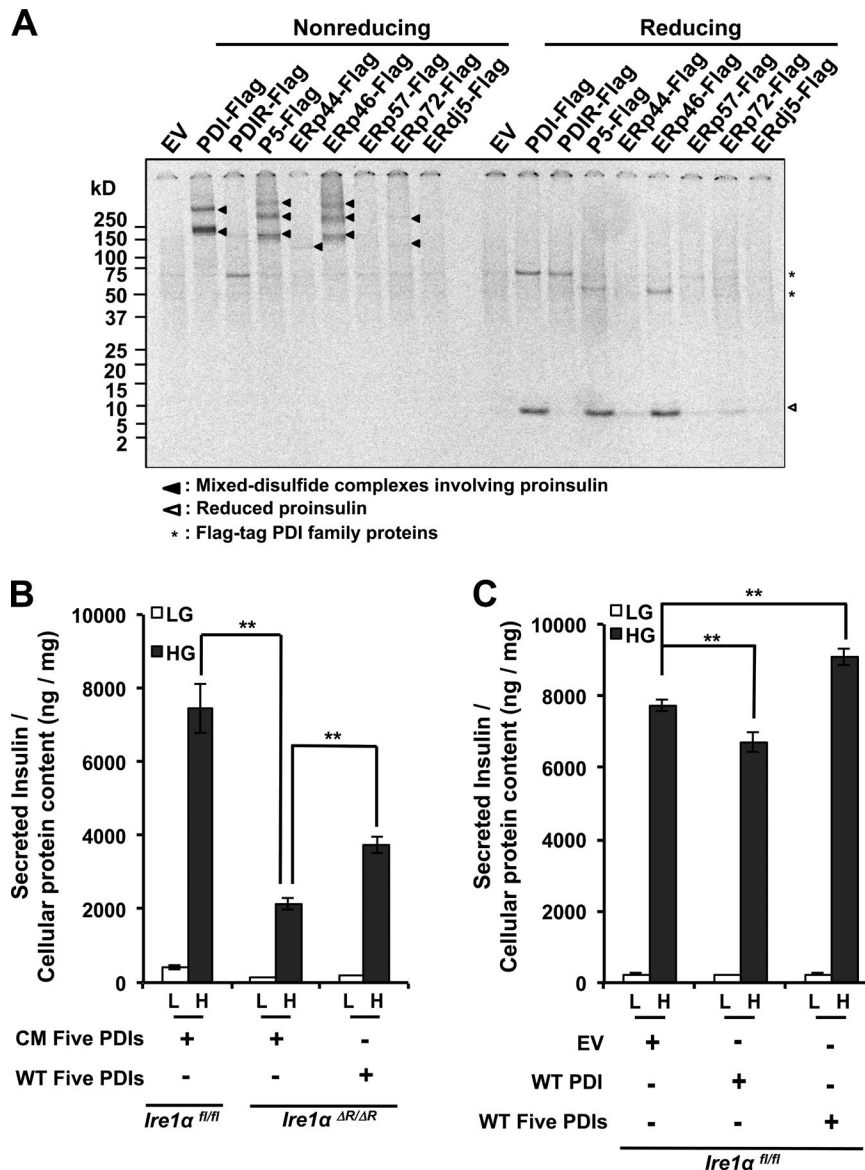 A
Nonreducing Reducing
EV PDI-Flag PDIR-Flag P5-Flag ERp44-Flag ERp46-Flag ERp57-Flag ERp72-Flag ERdj5-Flag EV PDI-Flag PDIR-Flag P5-Flag ERp44-Flag ERp46-Flag ERp57-Flag ERp72-Flag ERdj5-Flag
kD
250
150
100
75
*
50
*
37
25
20
15
10
5
2
◄ : Mixed-disulfide complexes involving proinsulin
⊲ : Reduced proinsulin
* : Flag-tag PDI family proteins
B
Secreted Insulin /
Cellular protein content (ng / mg)
10000
8000
6000
4000
2000
0
LG
HG
**
**
L H L H L H
CM Five PDIs + + -
WT Five PDIs - - +
Ire1α fl/fl Ire1α ΔR/ΔR
C
Secreted Insulin /
Cellular protein content (ng / mg)
10000
8000
6000
4000
2000
0
LG
HG
**
**
L H L H L H
EV + - -
WT PDI - + -
WT Five PDIs - - +
Ire1α fl/fl